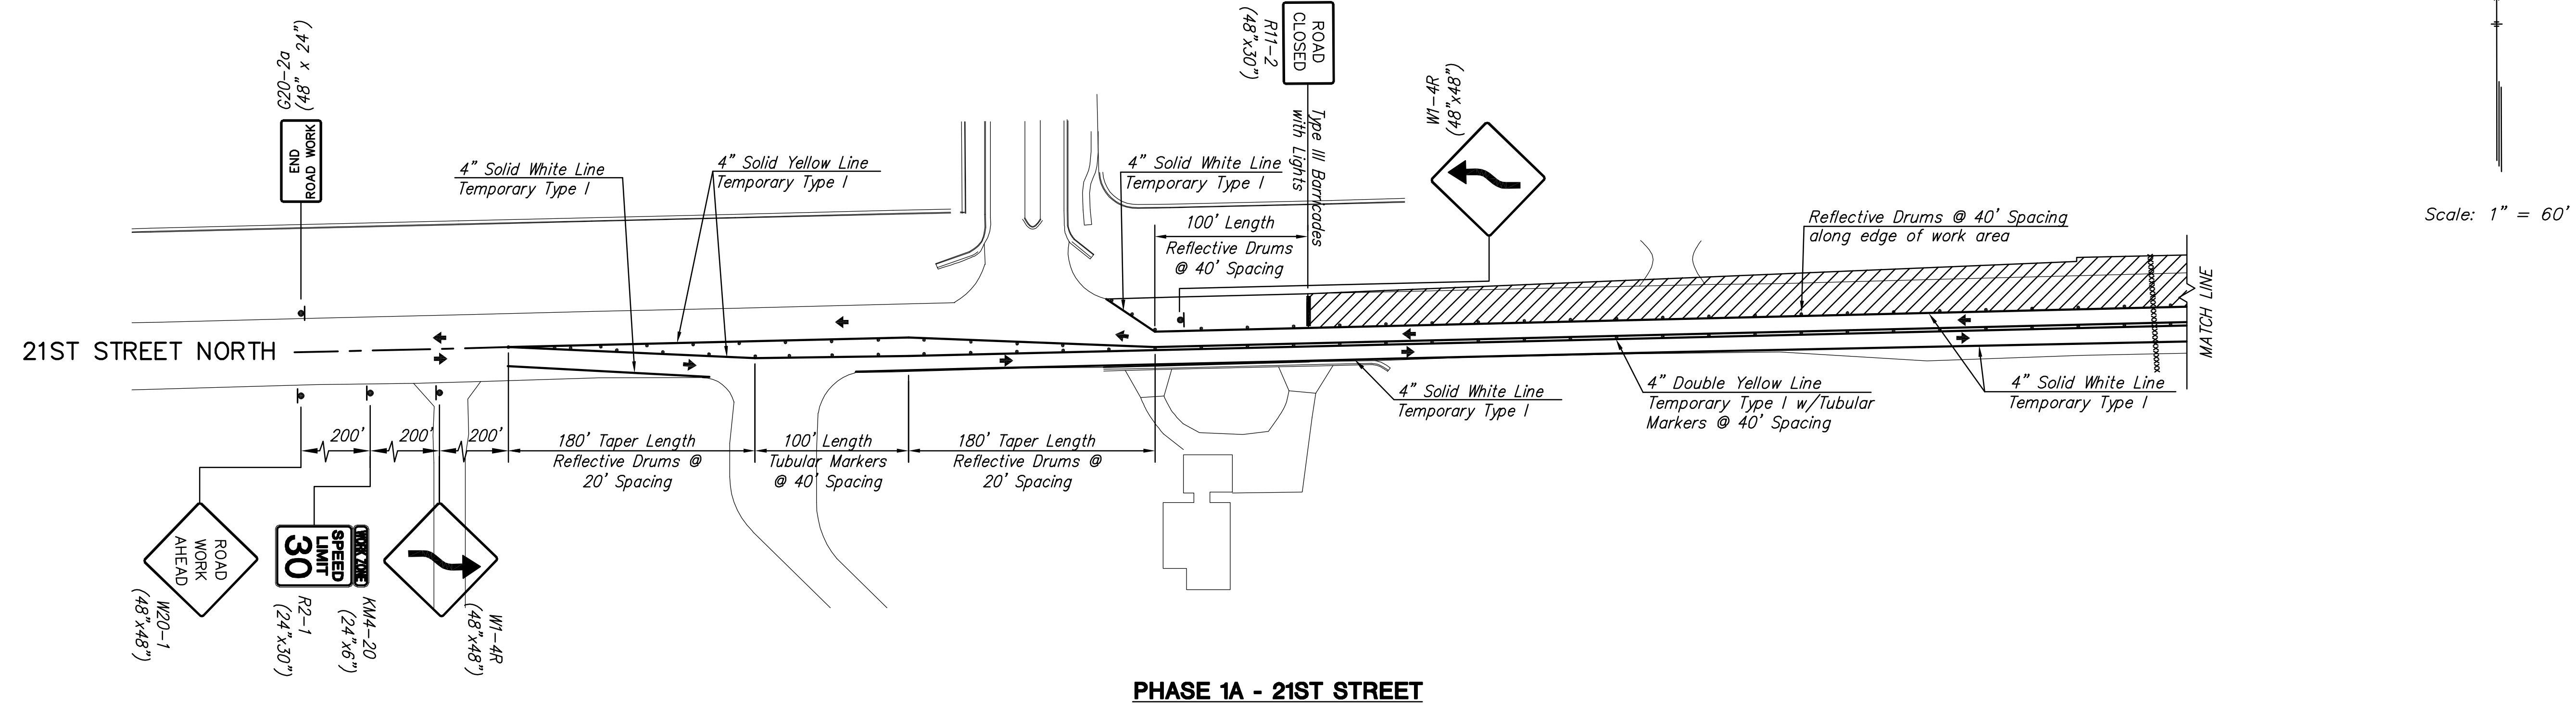 G20-2a
(48" x 24")
END
ROAD WORK
4" Solid White Line
Temporary Type I
4" Solid Yellow Line
Temporary Type I
4" Solid White Line
Temporary Type I
ROAD
CLOSED
R11-2
(48"x30")
Type III Barricades
with Lights
100' Length
Reflective Drums
@ 40' Spacing
W1-4R
(48"x48")
Reflective Drums @ 40' Spacing
along edge of work area
Scale: 1" = 60'
MATCH LINE
21ST STREET NORTH
200'
200'
200'
180' Taper Length
Reflective Drums @
20' Spacing
100' Length
Tubular Markers
@ 40' Spacing
180' Taper Length
Reflective Drums @
20' Spacing
4" Solid White Line
Temporary Type I
4" Double Yellow Line
Temporary Type I w/Tubular
Markers @ 40' Spacing
4" Solid White Line
Temporary Type I
ROAD
WORK
AHEAD
W20-1
(48"x48")
WORK ZONE
SPEED
LIMIT
30
R2-1
(24"x30")
KM4-20
(24"x6")
W1-4R
(48"x48")
PHASE 1A - 21ST STREET